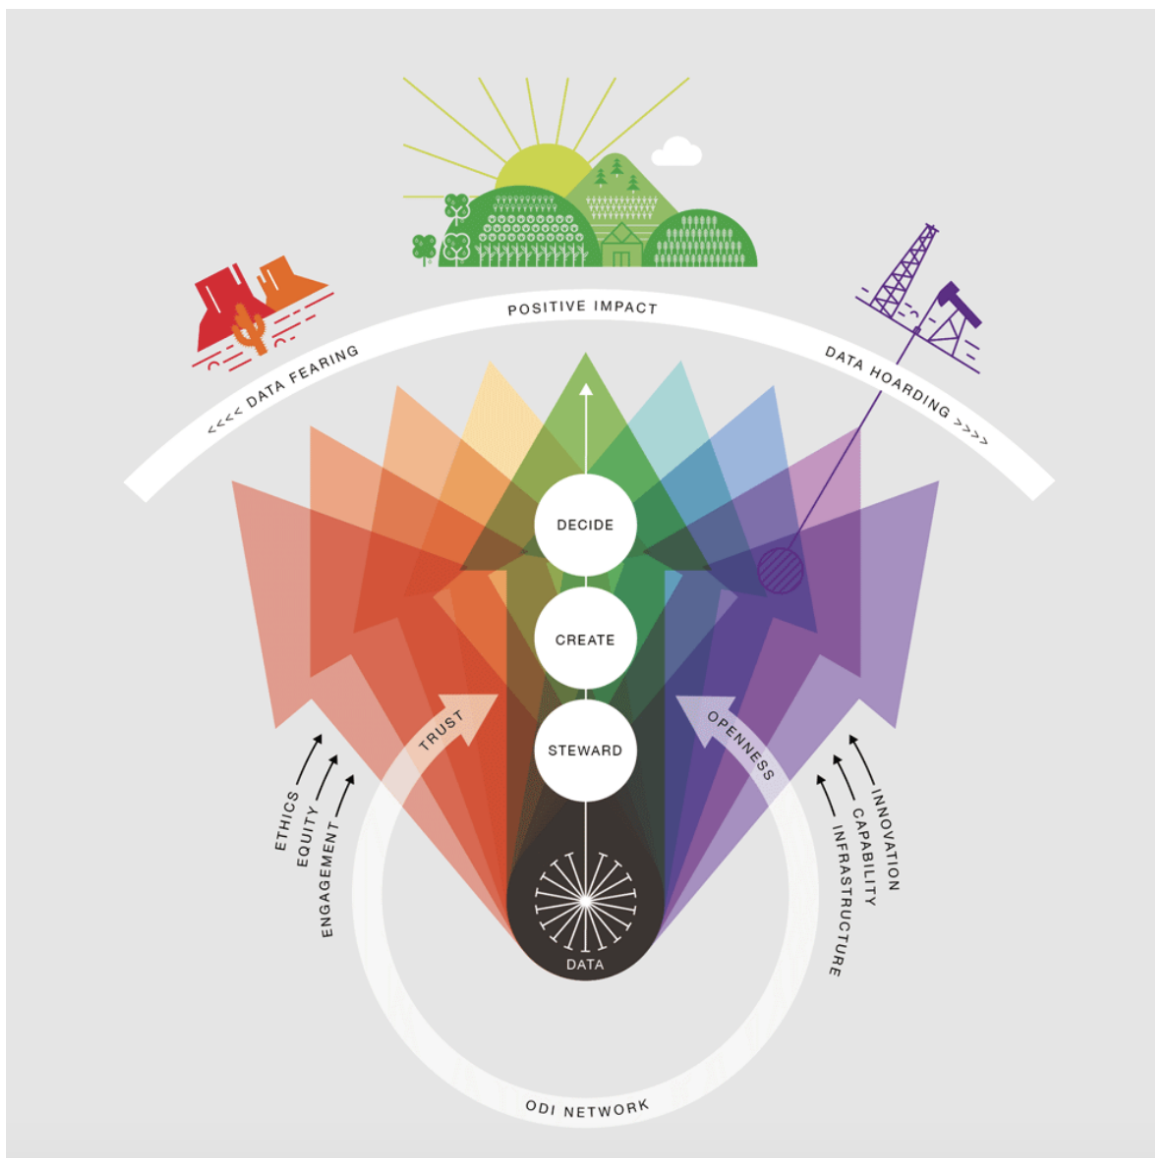 POSITIVE IMPACT
<<<< DATA FEARING
DATA HOARDING >>>>
DECIDE
CREATE
STEWARD
TRUST
OPENNESS
ETHICS
EQUITY
ENGAGEMENT
INNOVATION
CAPABILITY
INFRASTRUCTURE
DATA
ODI NETWORK